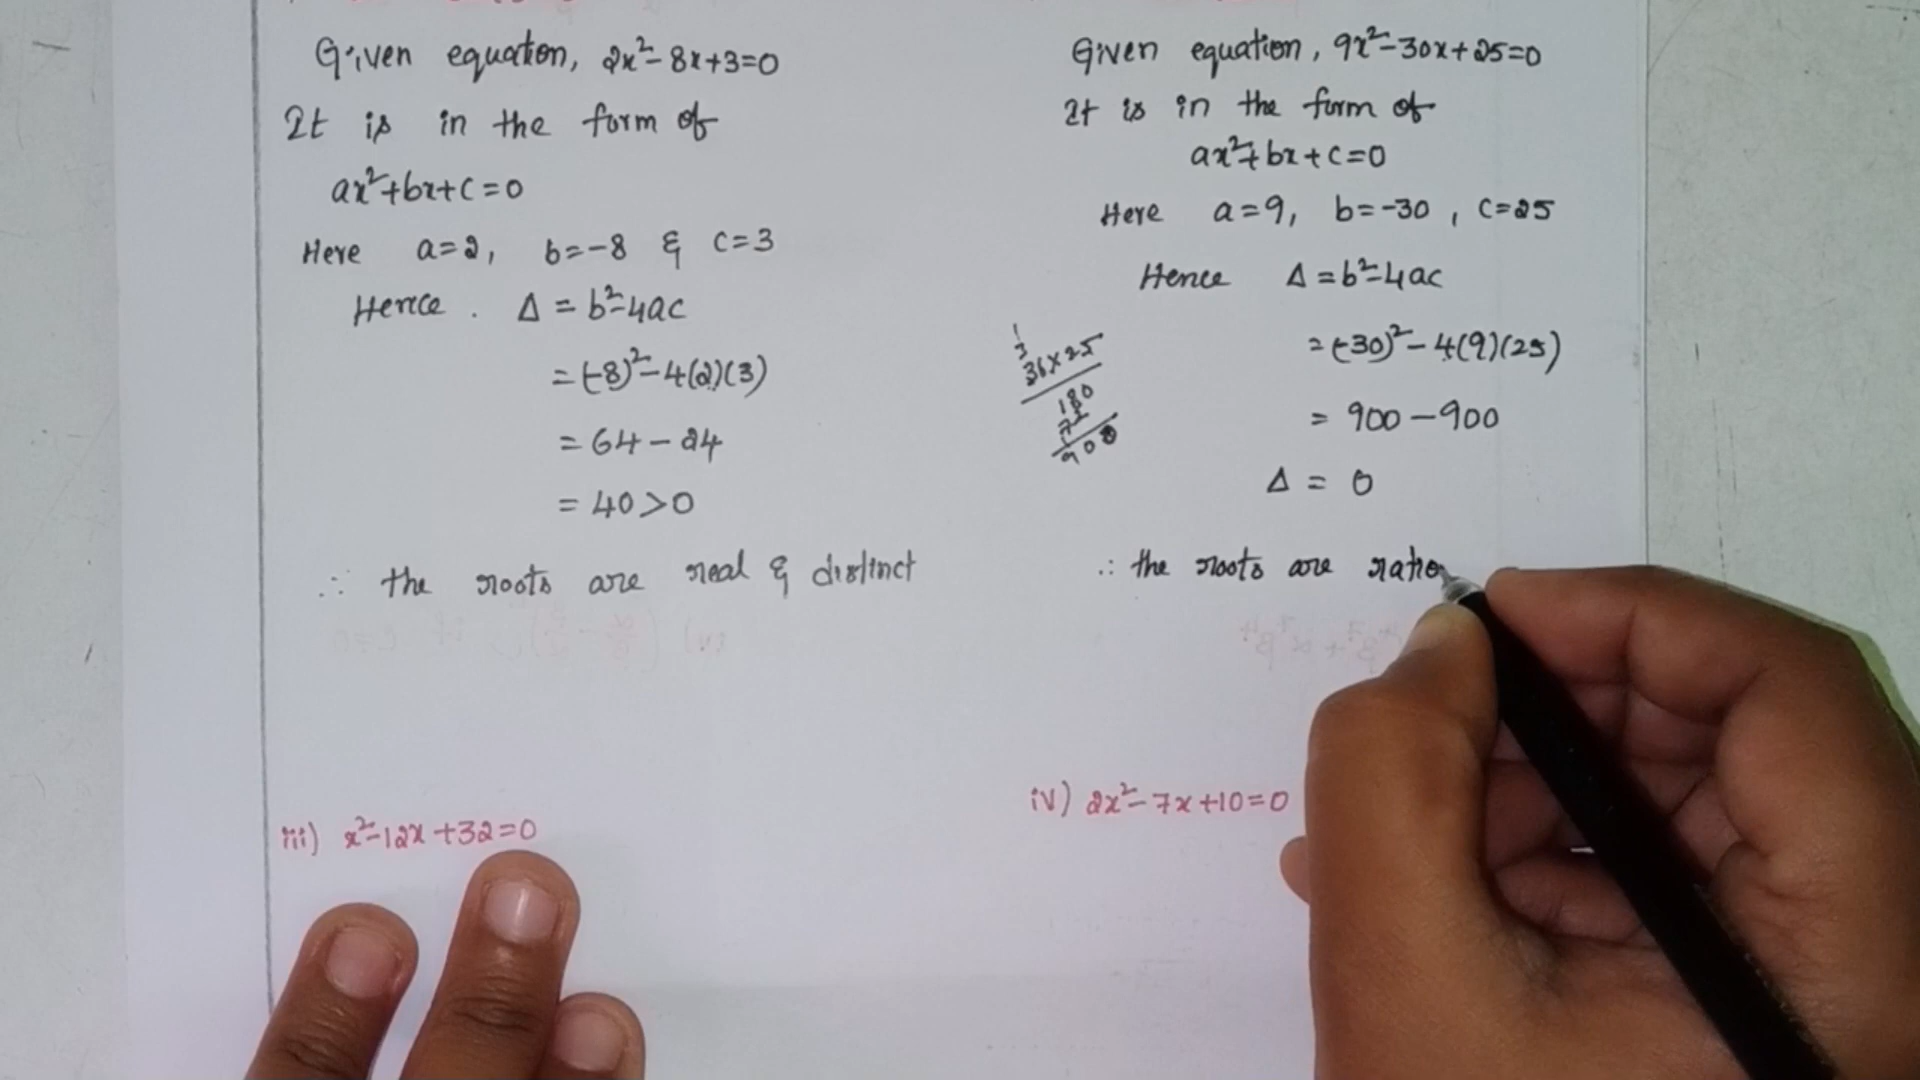 Given equation, 2x²-8x+3=0
It is in the form of
ax²+bx+c=0
Here a=2, b=-8 & c=3
Hence. Δ = b²-4ac
= (-8)²-4(2)(3)
= 64-24
= 40>0
∴ the roots are real & distinct
iii) x²-12x+32=0
Given equation, 9x²-30x+25=0
It is in the form of
ax²+bx+c=0
Here a=9, b=-30, c=25
Hence Δ=b²-4ac
=(-30)²-4(9)(25)
= 900-900
Δ = 0
∴ the roots are ratio
1
3
36x25
180
72
900
iv) 2x²-7x+10=0